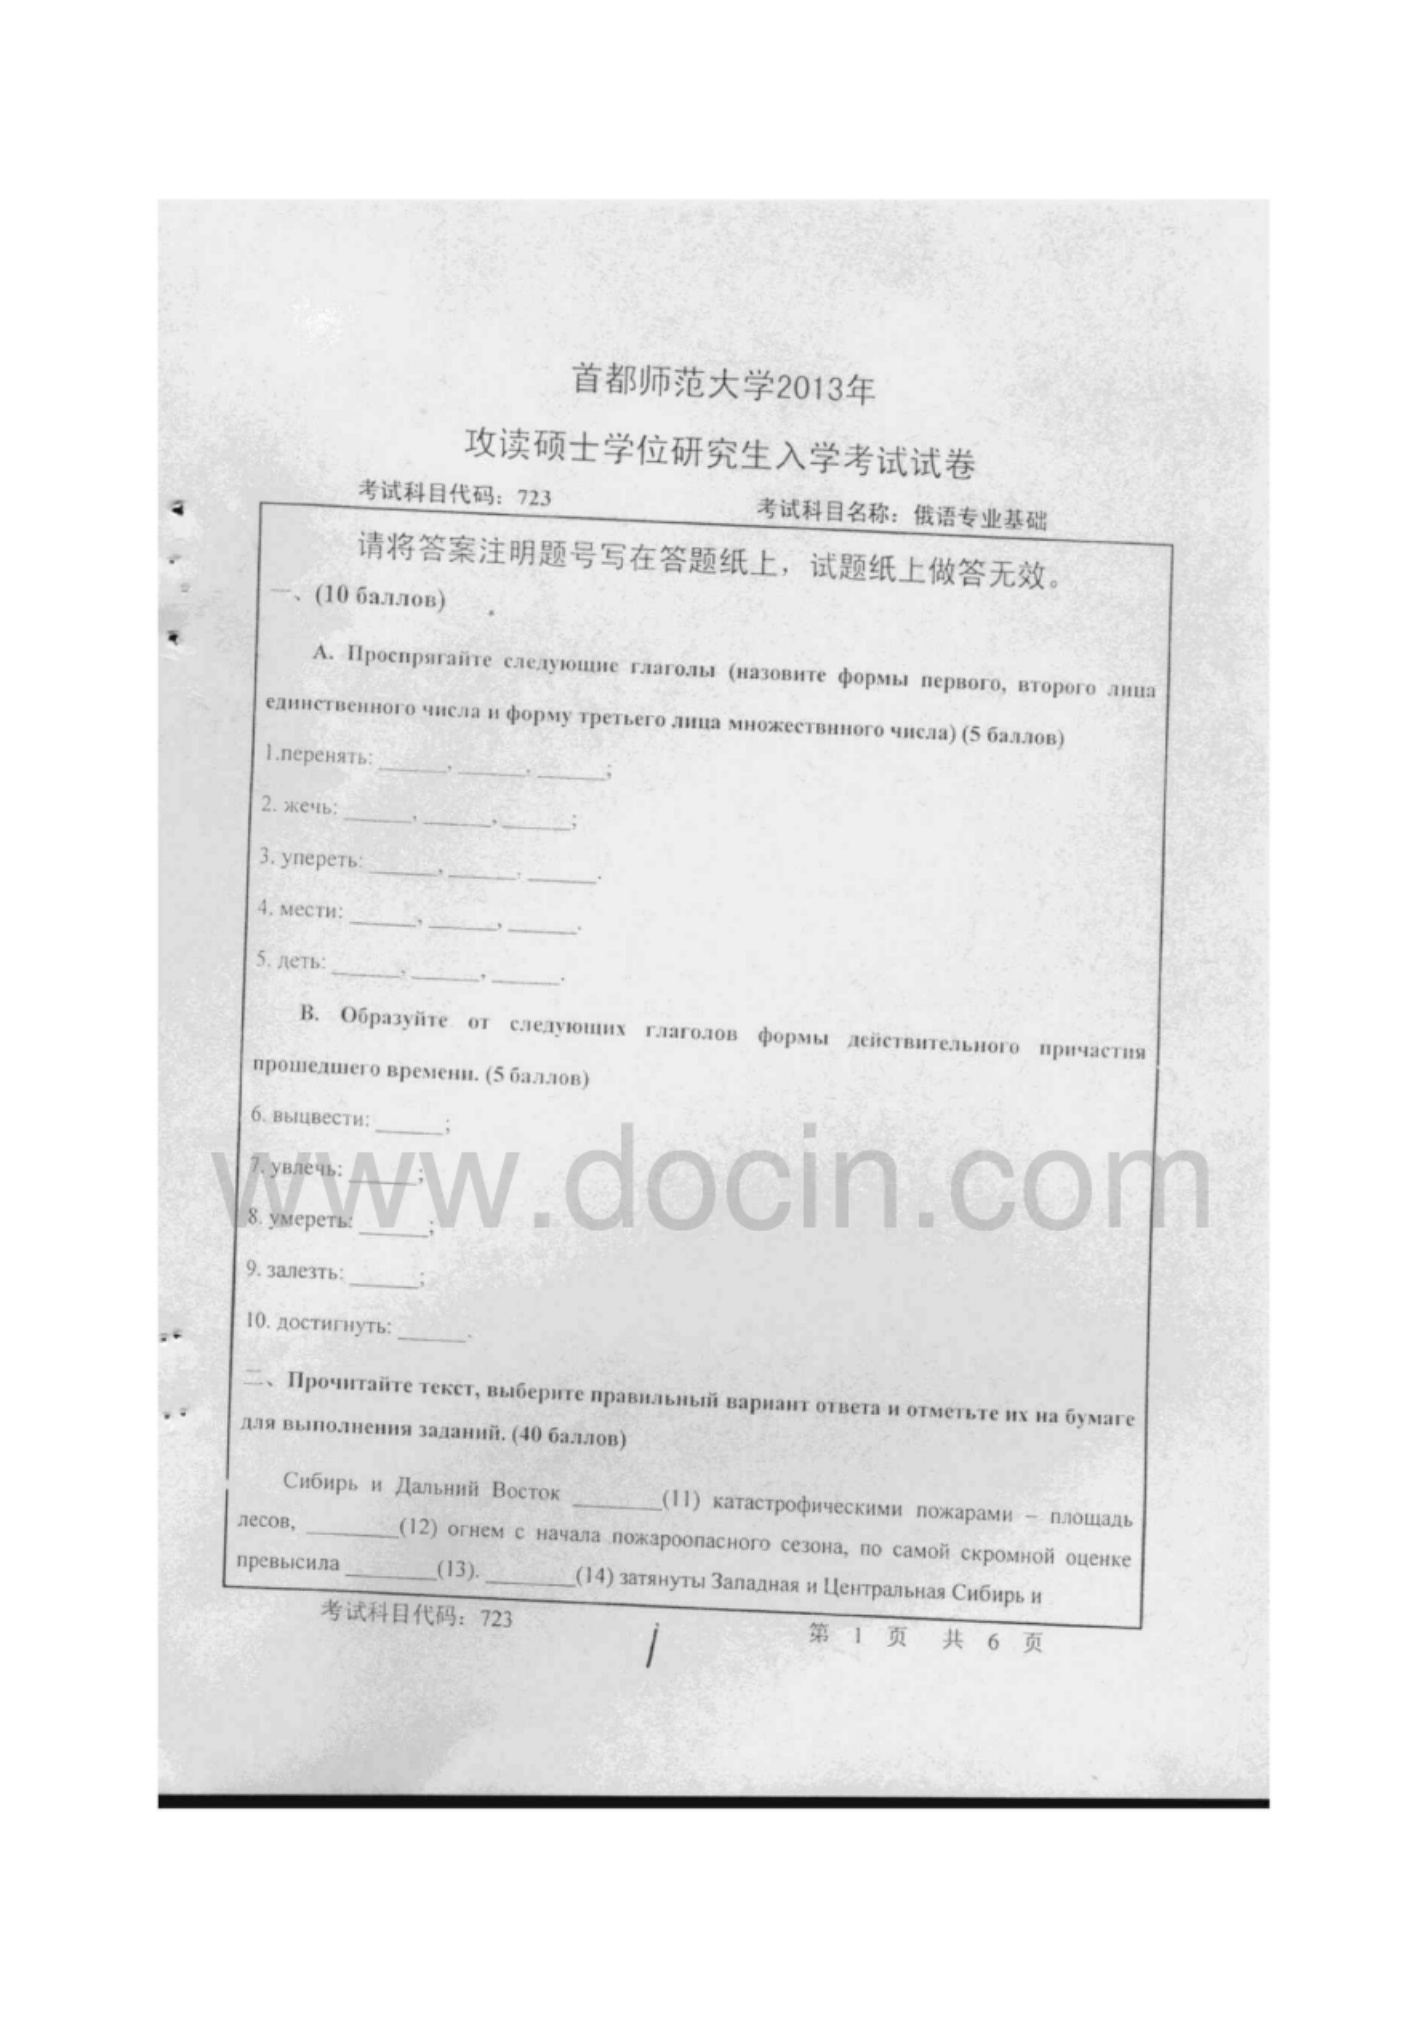 首都师范大学2013年
攻读硕士学位研究生入学考试试卷
考试科目代码：723 考试科目名称：俄语专业基础
请将答案注明题号写在答题纸上，试题纸上做答无效。
一、(10 баллов)
А. Проспрягайте следующие глаголы (назовите формы первого, второго лица
единственного числа и форму третьего лица множествнного числа) (5 баллов)
1.перенять: ______, ______, ______;
2. жечь: ______, ______, ______;
3. упереть: ______, ______. ______.
4. мести: ______, ______, ______.
5. деть: ______, ______, ______.
В. Образуйте от следующих глаголов формы действительного причастия
прошедшего времени. (5 баллов)
6. выцвести: ______;
7. увлечь: ______;
8. умереть: ______;
9. залезть: ______;
10. достигнуть: ______.
二、Прочитайте текст, выберите правильный вариант ответа и отметьте их на бумаге
для выполнения заданий. (40 баллов)
Сибирь и Дальний Восток ________(11) катастрофическими пожарами – площадь
лесов, ________(12) огнем с начала пожароопасного сезона, по самой скромной оценке
превысила ________(13). ________(14) затянуты Западная и Центральная Сибирь и
考试科目代码：723 第 1 页 共 6 页
www.docin.com